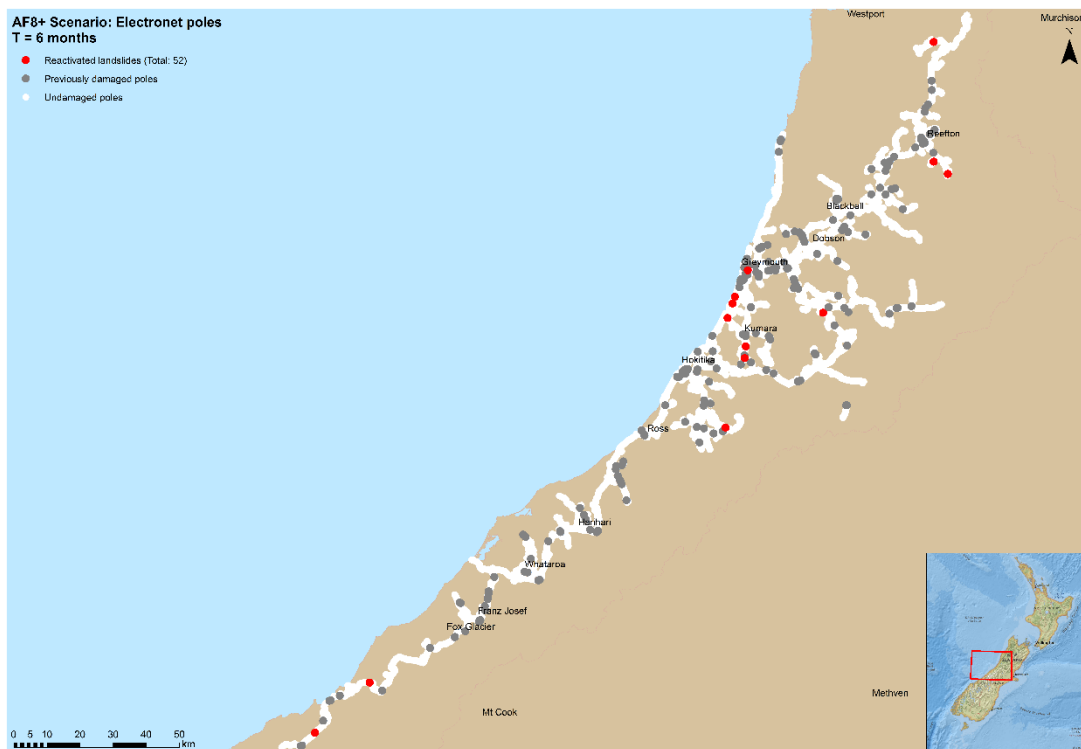 AF8+ Scenario: Electronet poles
T = 6 months
Reactivated landslides (Total: 52)
Previously damaged poles
Undamaged poles
Westport
Murchison
N
Reefton
Blackball
Dobson
Greymouth
Kumara
Hokitika
Ross
Harihari
Whataroa
Franz Josef
Fox Glacier
Methven
Mt Cook
0 5 10 20 30 40 50
km